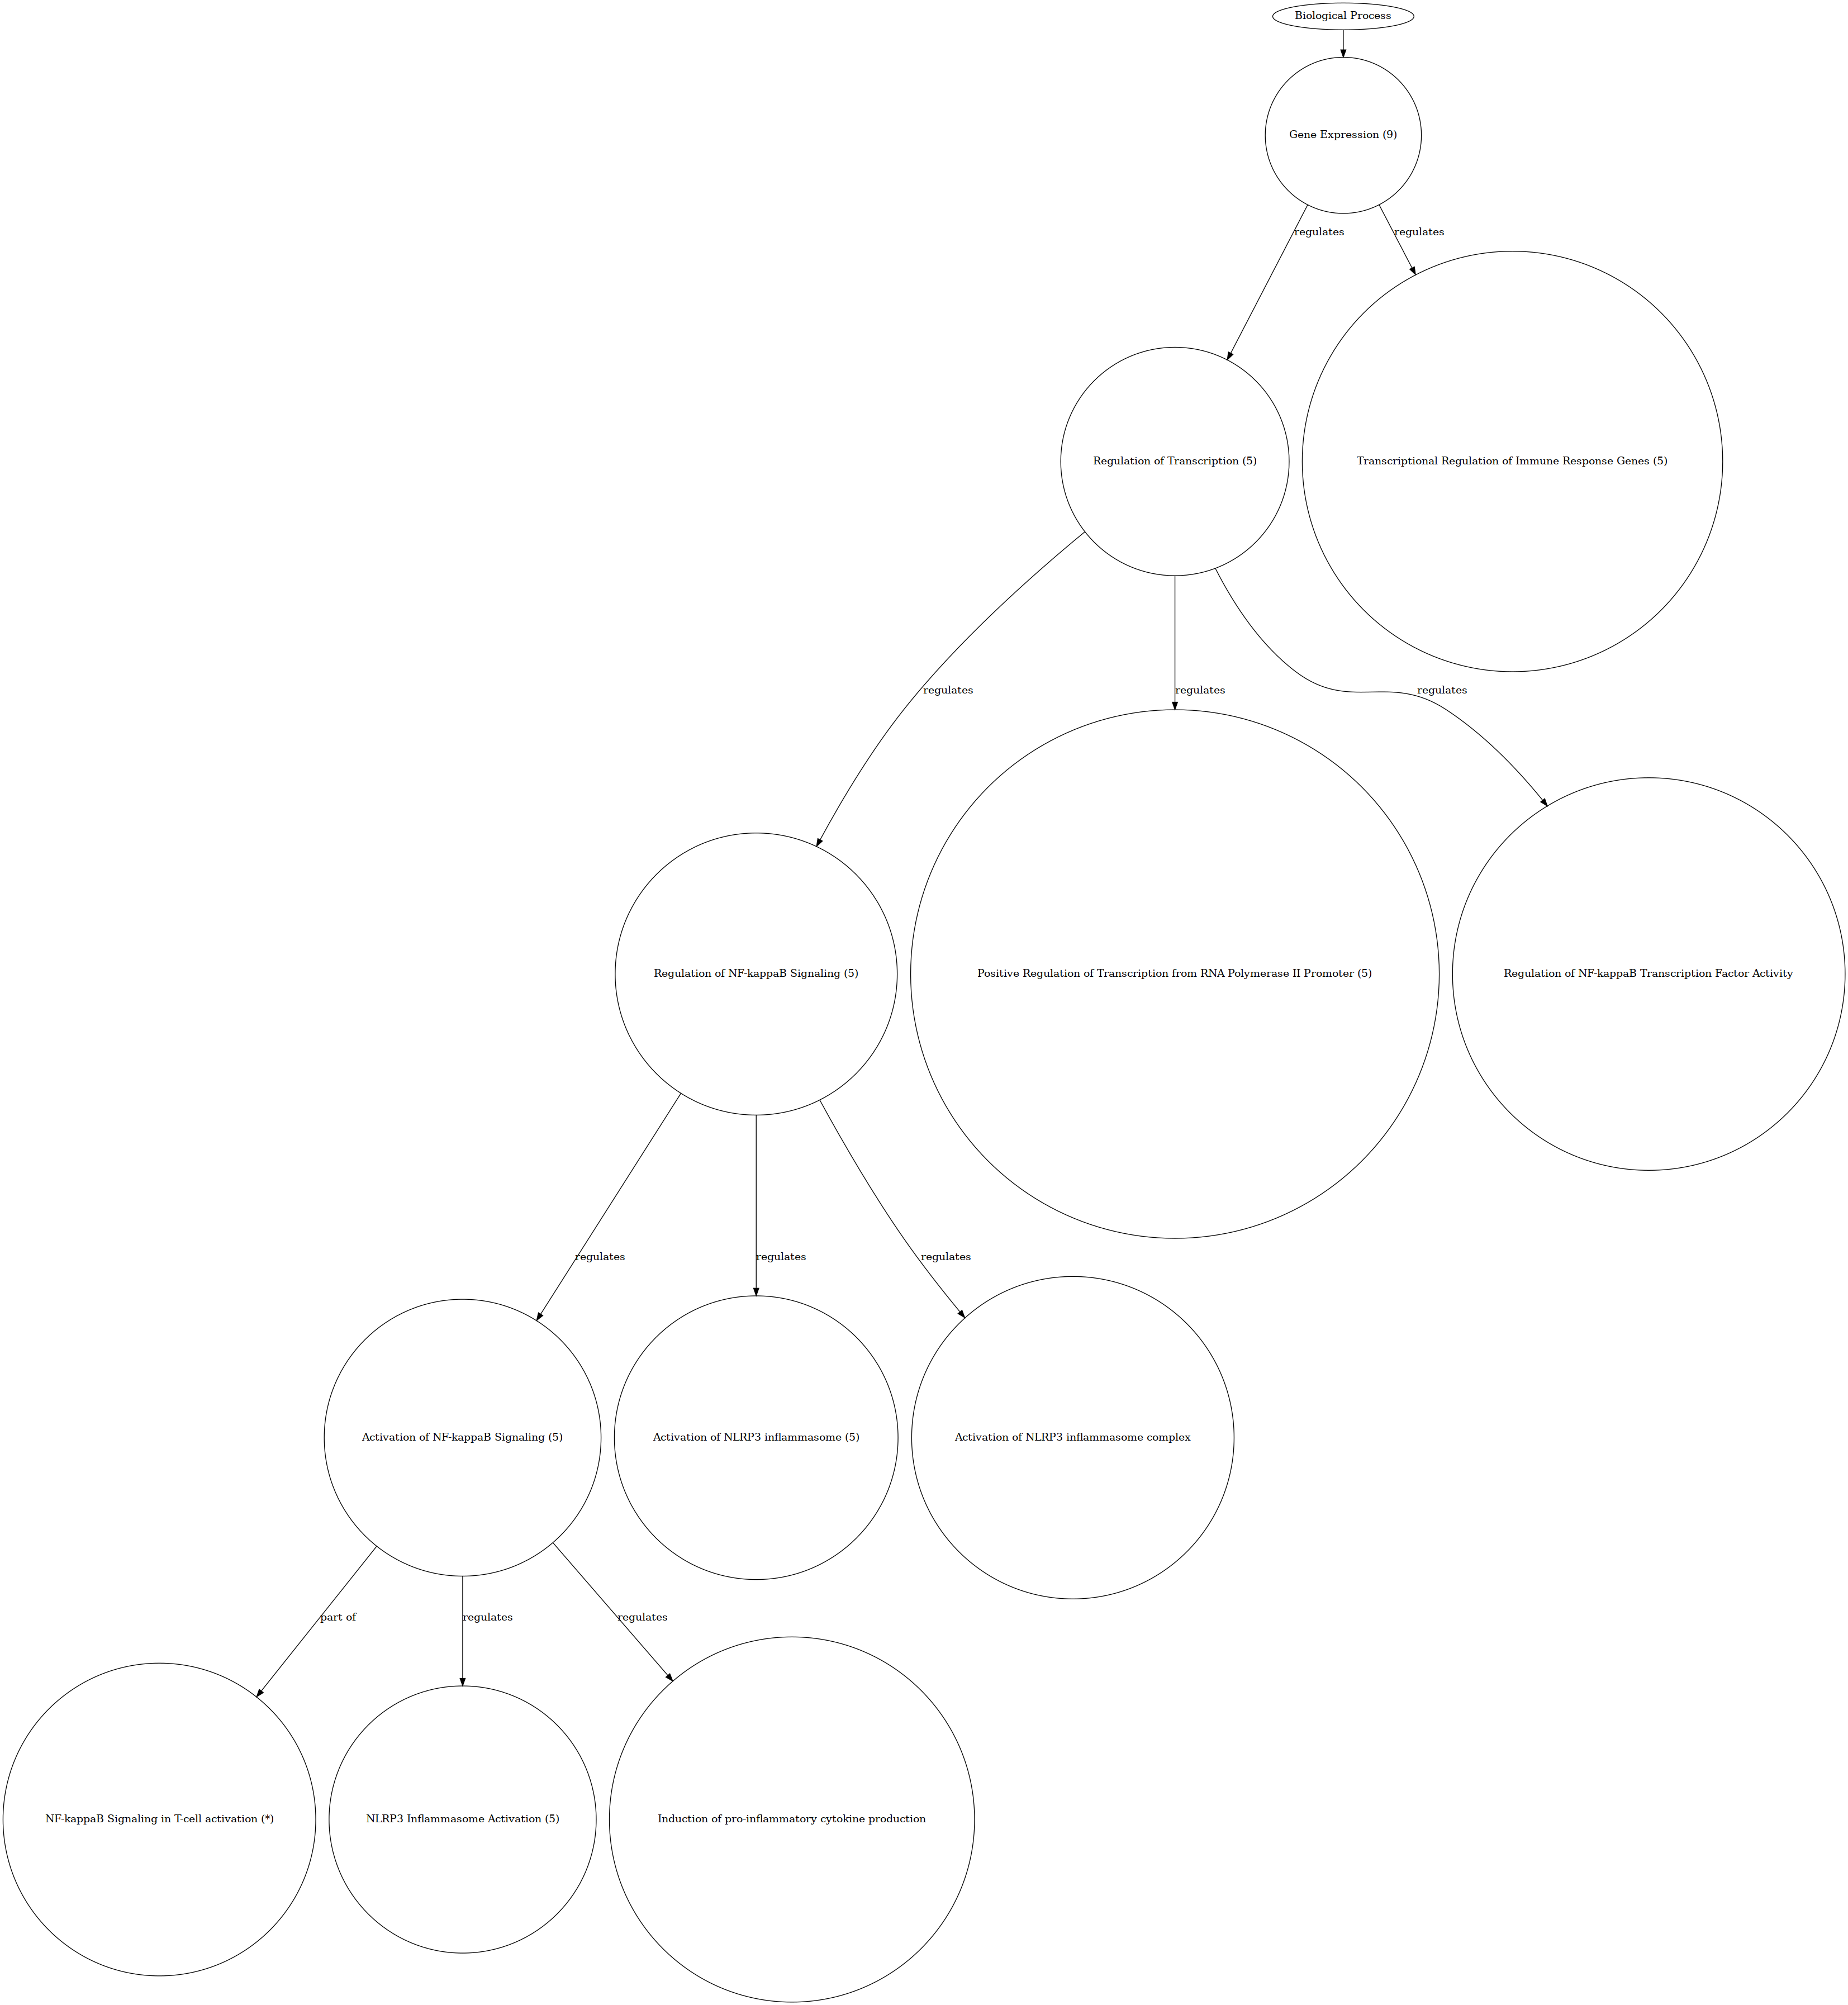 Biological Process
Gene Expression (9)
regulates
regulates
Regulation of Transcription (5)
Transcriptional Regulation of Immune Response Genes (5)
regulates
regulates
regulates
Regulation of NF-kappaB Signaling (5)
Positive Regulation of Transcription from RNA Polymerase II Promoter (5)
Regulation of NF-kappaB Transcription Factor Activity
regulates
regulates
regulates
Activation of NF-kappaB Signaling (5)
Activation of NLRP3 inflammasome (5)
Activation of NLRP3 inflammasome complex
part of
regulates
regulates
NF-kappaB Signaling in T-cell activation (*)
NLRP3 Inflammasome Activation (5)
Induction of pro-inflammatory cytokine production